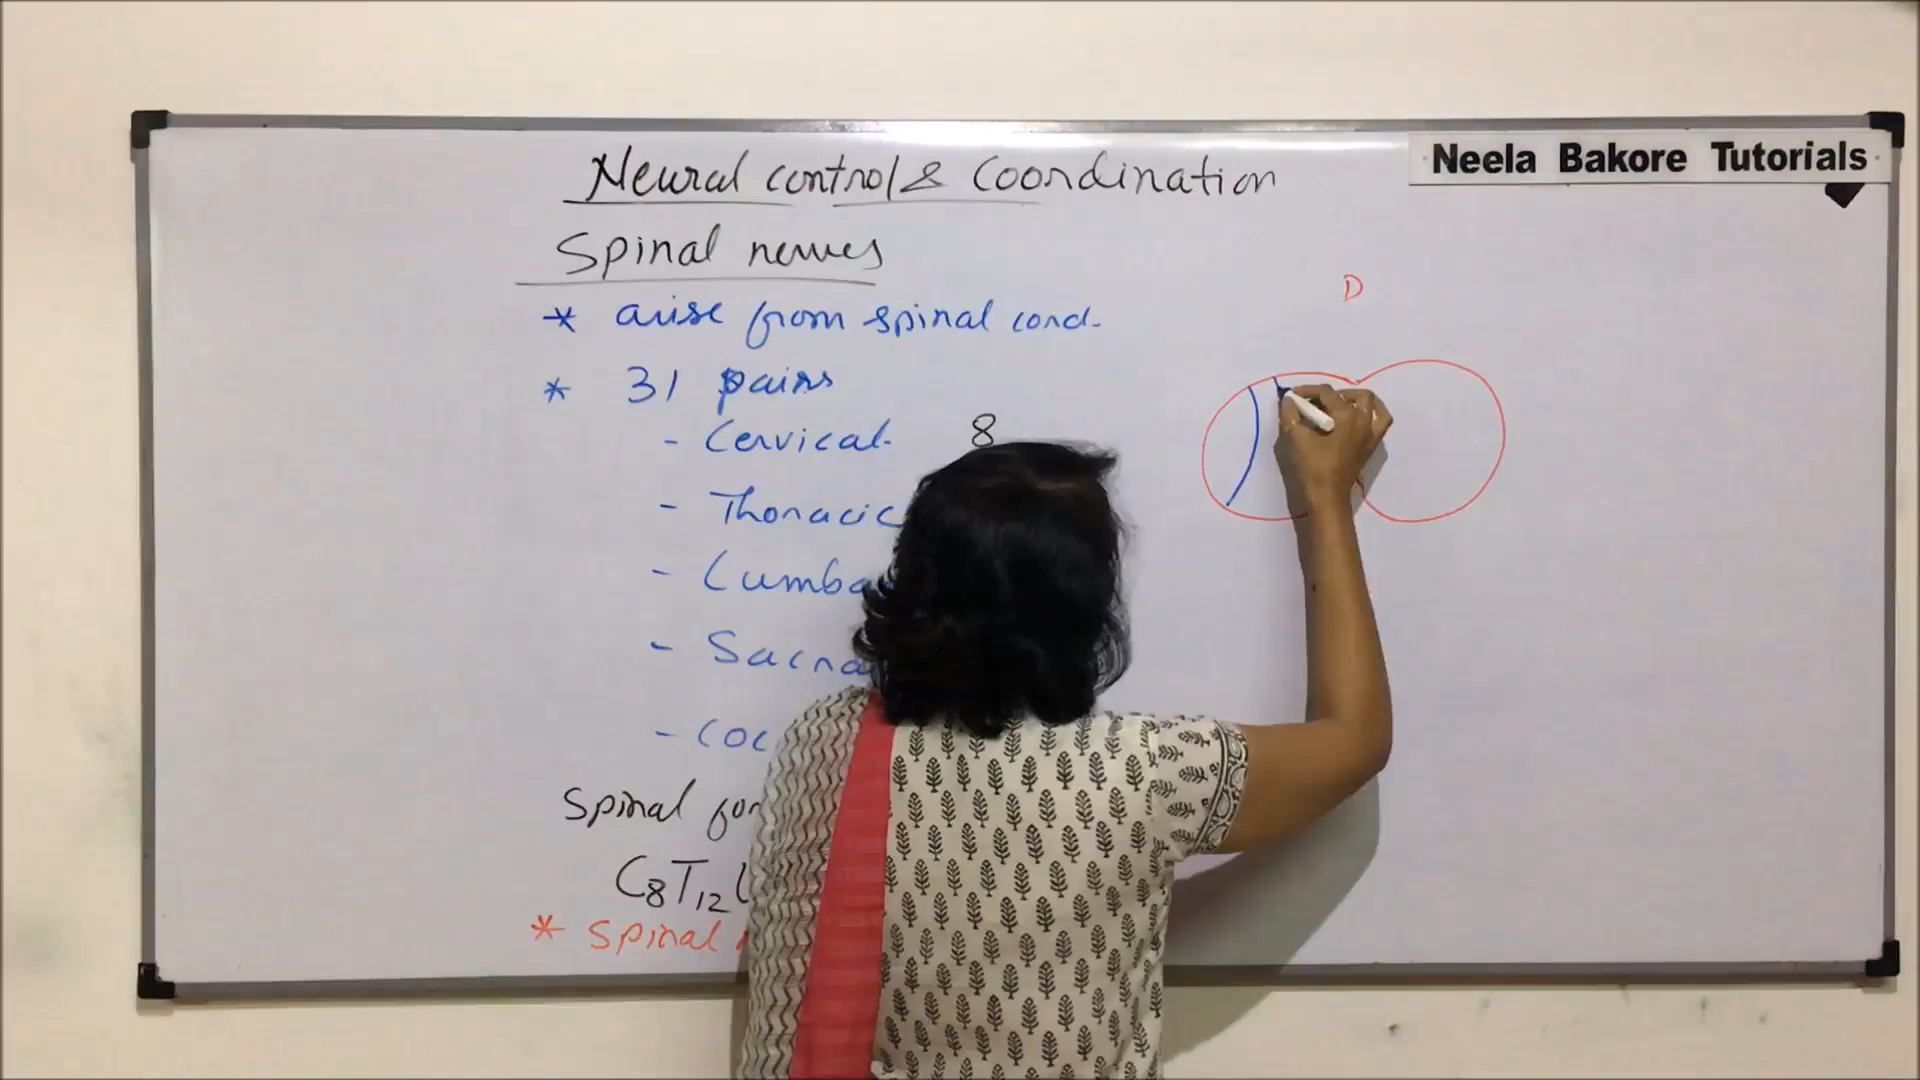 Neela Bakore Tutorials
Neural control & Coordination
Spinal nerves
* arise from spinal cord.
* 31 pairs
- Cervical. 8
- Thoracic
- Lumba
- Sacra
- Coc
Spinal for
C8T12L
* Spinal
D